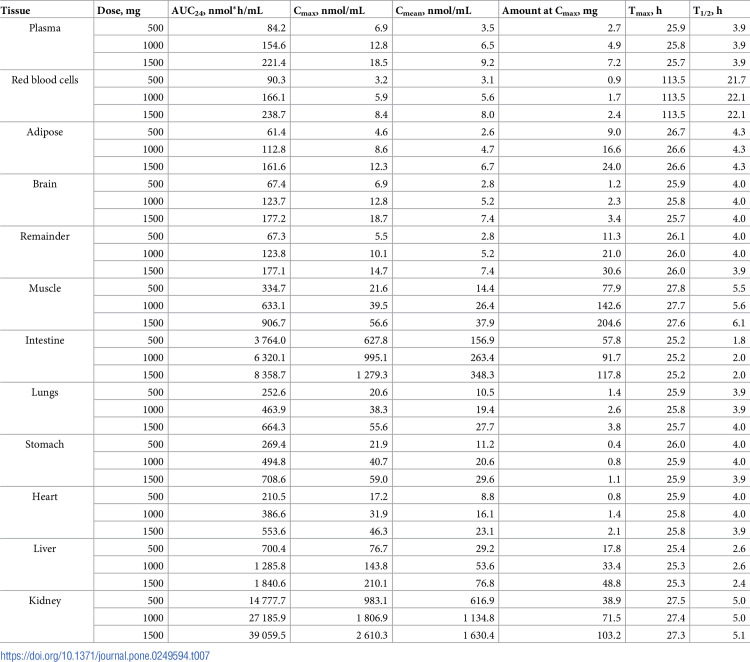 Tissue Dose, mg AUC24, nmol*h/mL Cmax, nmol/mL Cmean, nmol/mL Amount at Cmax, mg Tmax, h T1/2, h
Plasma 500 84.2 6.9 3.5 2.7 25.9 3.9
1000 154.6 12.8 6.5 4.9 25.8 3.9
1500 221.4 18.5 9.2 7.2 25.7 3.9
Red blood cells 500 90.3 3.2 3.1 0.9 113.5 21.7
1000 166.1 5.9 5.6 1.7 113.5 22.1
1500 238.7 8.4 8.0 2.4 113.5 22.1
Adipose 500 61.4 4.6 2.6 9.0 26.7 4.3
1000 112.8 8.6 4.7 16.6 26.6 4.3
1500 161.6 12.3 6.7 24.0 26.6 4.3
Brain 500 67.4 6.9 2.8 1.2 25.9 4.0
1000 123.7 12.8 5.2 2.3 25.8 4.0
1500 177.2 18.7 7.4 3.4 25.7 4.0
Remainder 500 67.3 5.5 2.8 11.3 26.1 4.0
1000 123.8 10.1 5.2 21.0 26.0 4.0
1500 177.1 14.7 7.4 30.6 26.0 3.9
Muscle 500 334.7 21.6 14.4 77.9 27.8 5.5
1000 633.1 39.5 26.4 142.6 27.7 5.6
1500 906.7 56.6 37.9 204.6 27.6 6.1
Intestine 500 3 764.0 627.8 156.9 57.8 25.2 1.8
1000 6 320.1 995.1 263.4 91.7 25.2 2.0
1500 8 358.7 1 279.3 348.3 117.8 25.2 2.0
Lungs 500 252.6 20.6 10.5 1.4 25.9 3.9
1000 463.9 38.3 19.4 2.6 25.8 3.9
1500 664.3 55.6 27.7 3.8 25.7 4.0
Stomach 500 269.4 21.9 11.2 0.4 26.0 4.0
1000 494.8 40.7 20.6 0.8 25.9 4.0
1500 708.6 59.0 29.6 1.1 25.9 3.9
Heart 500 210.5 17.2 8.8 0.8 25.9 4.0
1000 386.6 31.9 16.1 1.4 25.8 4.0
1500 553.6 46.3 23.1 2.1 25.8 3.9
Liver 500 700.4 76.7 29.2 17.8 25.4 2.6
1000 1 285.8 143.8 53.6 33.4 25.3 2.6
1500 1 840.6 210.1 76.8 48.8 25.3 2.4
Kidney 500 14 777.7 983.1 616.9 38.9 27.5 5.0
1000 27 185.9 1 806.9 1 134.8 71.5 27.4 5.0
1500 39 059.5 2 610.3 1 630.4 103.2 27.3 5.1
https://doi.org/10.1371/journal.pone.0249594.t007